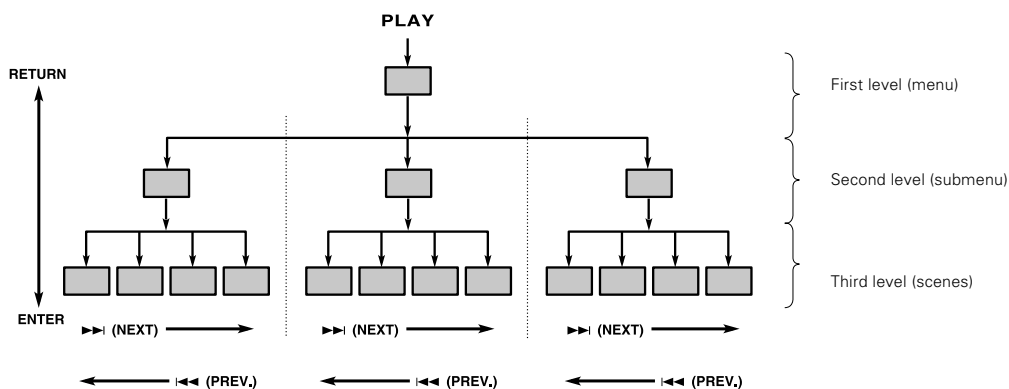 PLAY
RETURN
First level (menu)
Second level (submenu)
Third level (scenes)
ENTER
▶▶| (NEXT) ▶▶| (NEXT) ▶▶| (NEXT)
|◀◀ (PREV.) |◀◀ (PREV.) |◀◀ (PREV.)